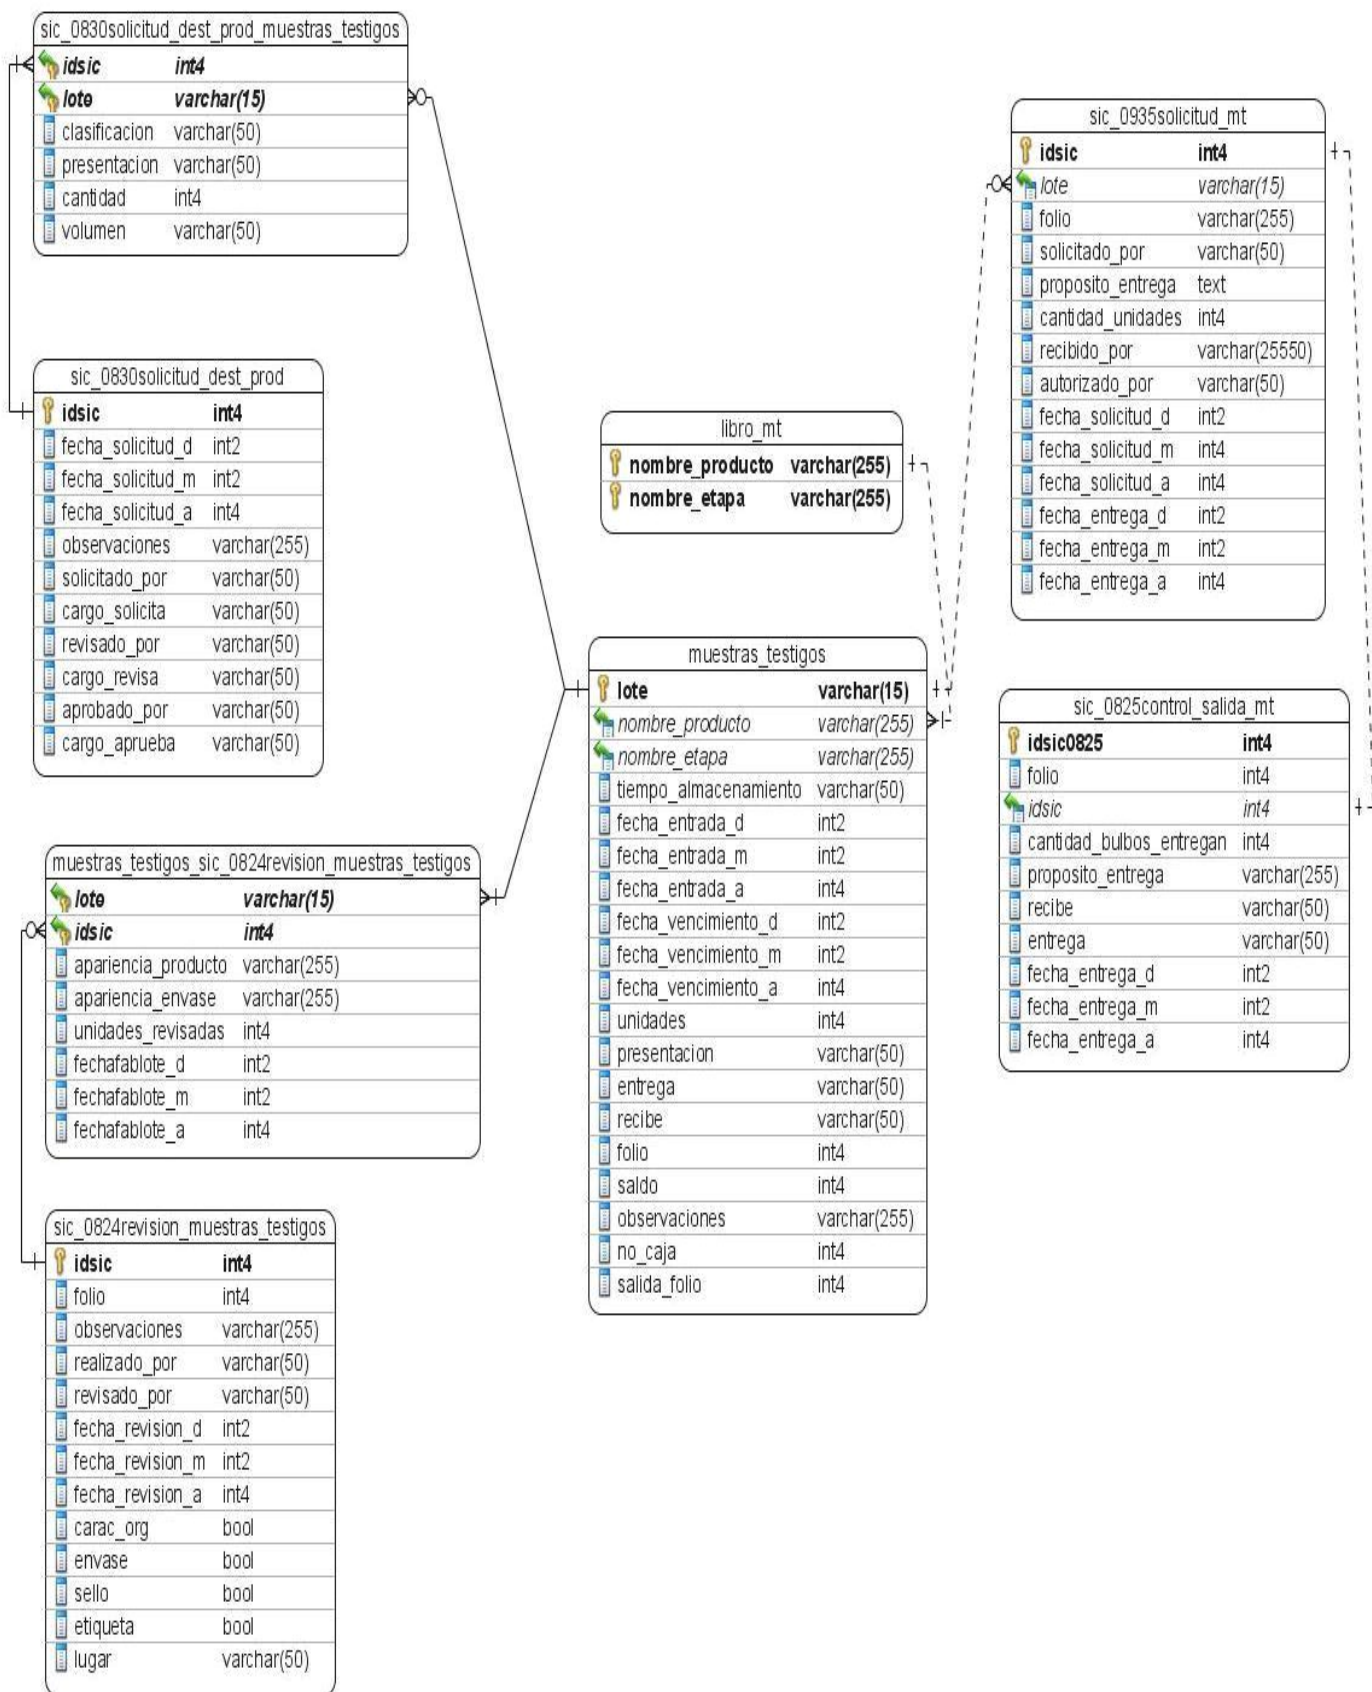 sic_0830solicitud_dest_prod_muestras_testigos
idsic int4
lote varchar(15)
clasificacion varchar(50)
presentacion varchar(50)
cantidad int4
volumen varchar(50)
sic_0830solicitud_dest_prod
idsic int4
fecha_solicitud_d int2
fecha_solicitud_m int2
fecha_solicitud_a int4
observaciones varchar(255)
solicitado_por varchar(50)
cargo_solicita varchar(50)
revisado_por varchar(50)
cargo_revisa varchar(50)
aprobado_por varchar(50)
cargo_aprueba varchar(50)
muestras_testigos_sic_0824revision_muestras_testigos
lote varchar(15)
idsic int4
apariencia_producto varchar(255)
apariencia_envase varchar(255)
unidades_revisadas int4
fechafablote_d int2
fechafablote_m int2
fechafablote_a int4
sic_0824revision_muestras_testigos
idsic int4
folio int4
observaciones varchar(255)
realizado_por varchar(50)
revisado_por varchar(50)
fecha_revision_d int2
fecha_revision_m int2
fecha_revision_a int4
carac_org bool
envase bool
sello bool
etiqueta bool
lugar varchar(50)
libro_mt
nombre_producto varchar(255)
nombre_etapa varchar(255)
muestras_testigos
lote varchar(15)
nombre_producto varchar(255)
nombre_etapa varchar(255)
tiempo_almacenamiento varchar(50)
fecha_entrada_d int2
fecha_entrada_m int2
fecha_entrada_a int4
fecha_vencimiento_d int2
fecha_vencimiento_m int2
fecha_vencimiento_a int4
unidades int4
presentacion varchar(50)
entrega varchar(50)
recibe varchar(50)
folio int4
saldo int4
observaciones varchar(255)
no_caja int4
salida_folio int4
sic_0935solicitud_mt
idsic int4
lote varchar(15)
folio varchar(255)
solicitado_por varchar(50)
proposito_entrega text
cantidad_unidades int4
recibido_por varchar(25550)
autorizado_por varchar(50)
fecha_solicitud_d int2
fecha_solicitud_m int4
fecha_solicitud_a int4
fecha_entrega_d int2
fecha_entrega_m int2
fecha_entrega_a int4
sic_0825control_salida_mt
idsic0825 int4
folio int4
idsic int4
cantidad_bulbos_entregan int4
proposito_entrega varchar(255)
recibe varchar(50)
entrega varchar(50)
fecha_entrega_d int2
fecha_entrega_m int2
fecha_entrega_a int4